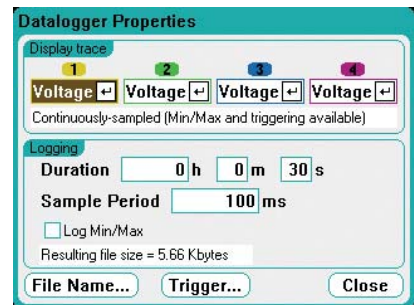 Datalogger Properties
Display trace
1 2 3 4
Voltage Voltage Voltage Voltage
Continuously-sampled (Min/Max and triggering available)
Logging
Duration 0 h 0 m 30 s
Sample Period 100 ms
Log Min/Max
Resulting file size = 5.66 Kbytes
File Name... Trigger... Close